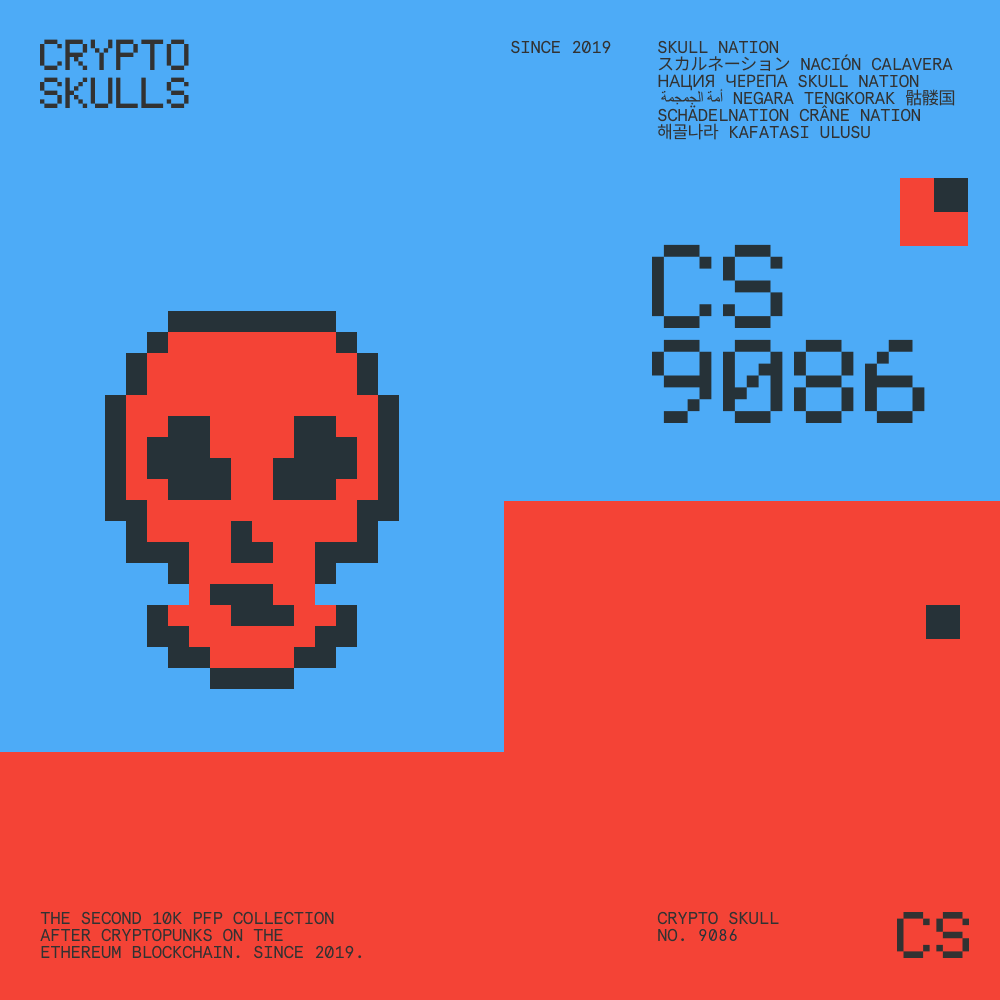 CRYPTO
SKULLS
SINCE 2019
SKULL NATION
スカルネーション NACIÓN CALAVERA
НАЦИЯ ЧЕРЕПА SKULL NATION
أمة الجمجمة NEGARA TENGKORAK 骷髅国
SCHÄDELNATION CRÂNE NATION
해골나라 KAFATASI ULUSU
CS
9086
THE SECOND 10K PFP COLLECTION
AFTER CRYPTOPUNKS ON THE
ETHEREUM BLOCKCHAIN. SINCE 2019.
CRYPTO SKULL
NO. 9086
CS